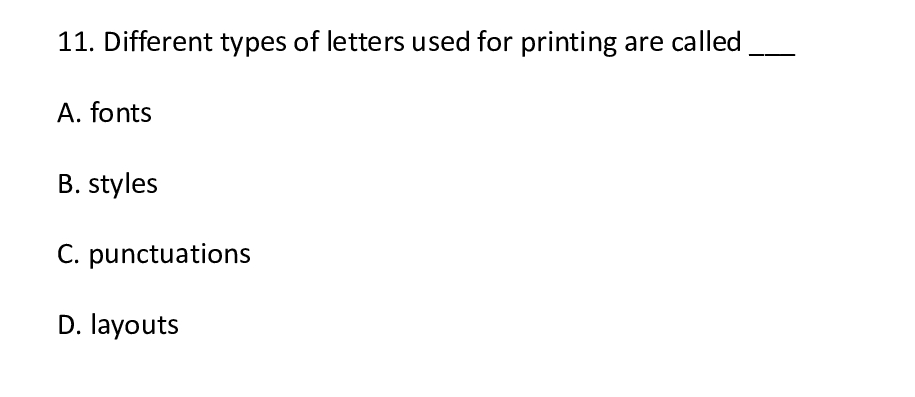 11. Different types of letters used for printing are called ___
A. fonts
B. styles
C. punctuations
D. layouts